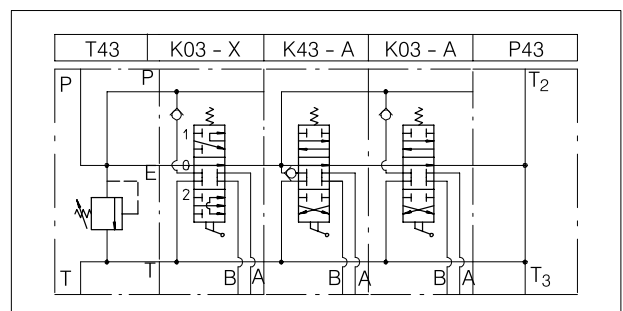 T43 K03 - X K43 - A K03 - A P43
P P T2
1
E 0
2
T T B A B A B A T3